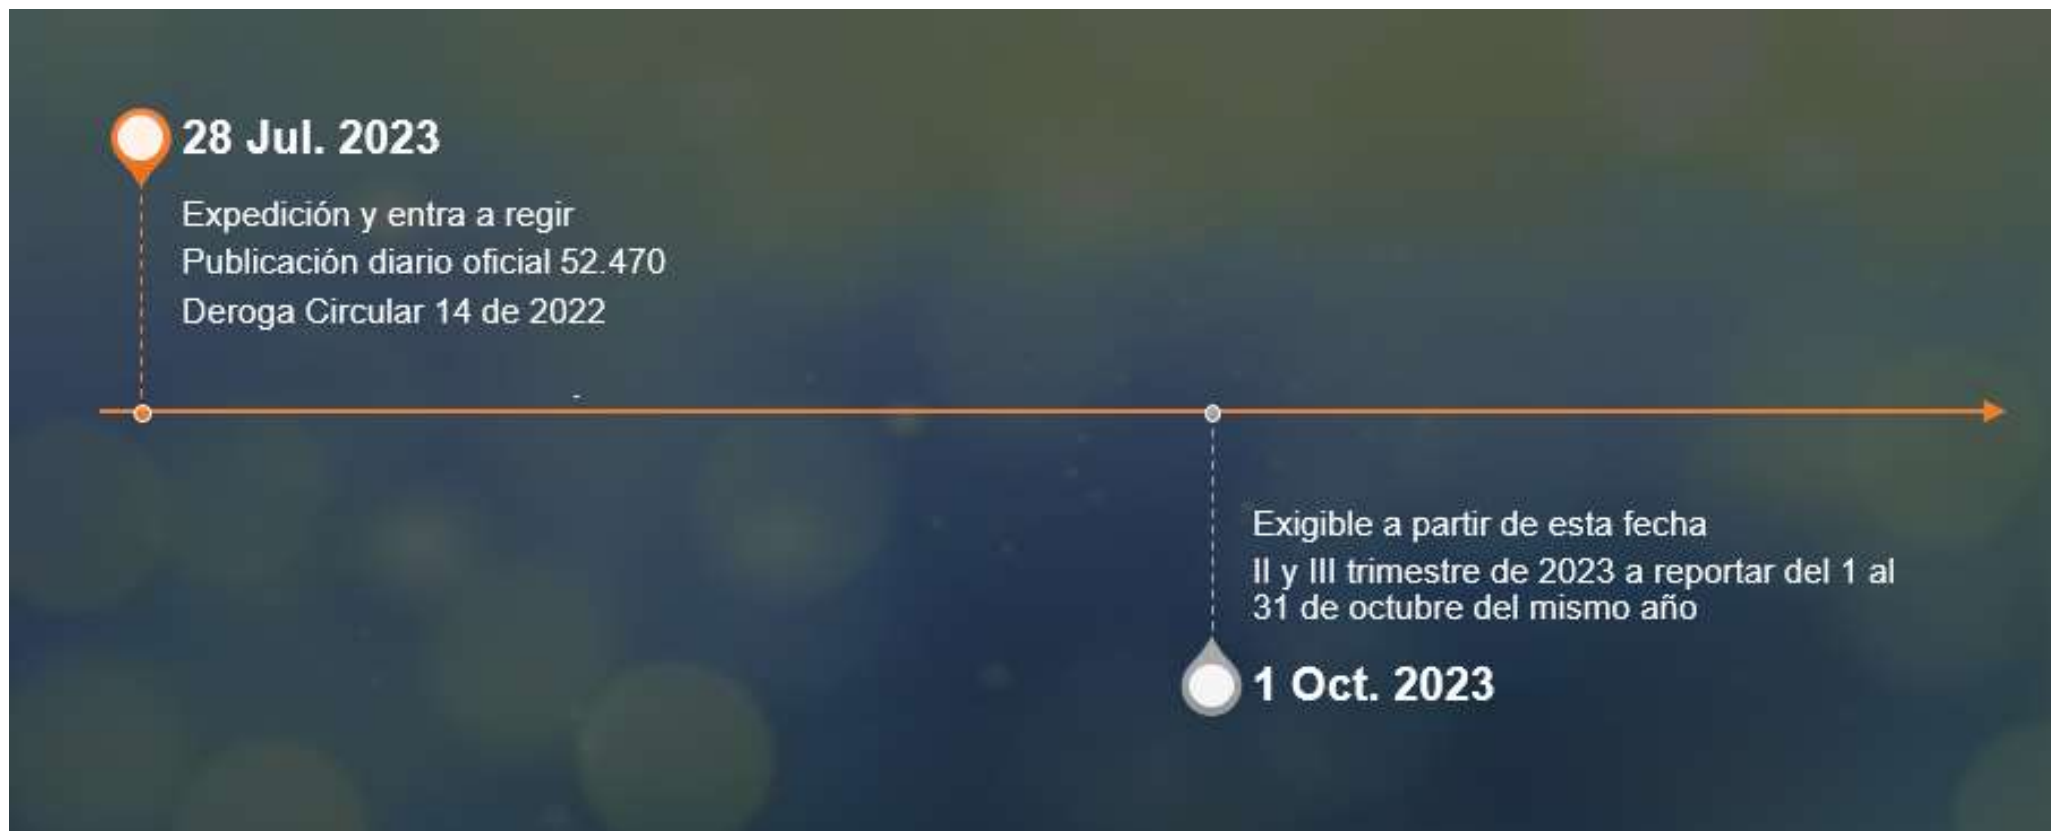 28 Jul. 2023
Expedición y entra a regir
Publicación diario oficial 52.470
Deroga Circular 14 de 2022
-
Exigible a partir de esta fecha
II y III trimestre de 2023 a reportar del 1 al
31 de octubre del mismo año
1 Oct. 2023